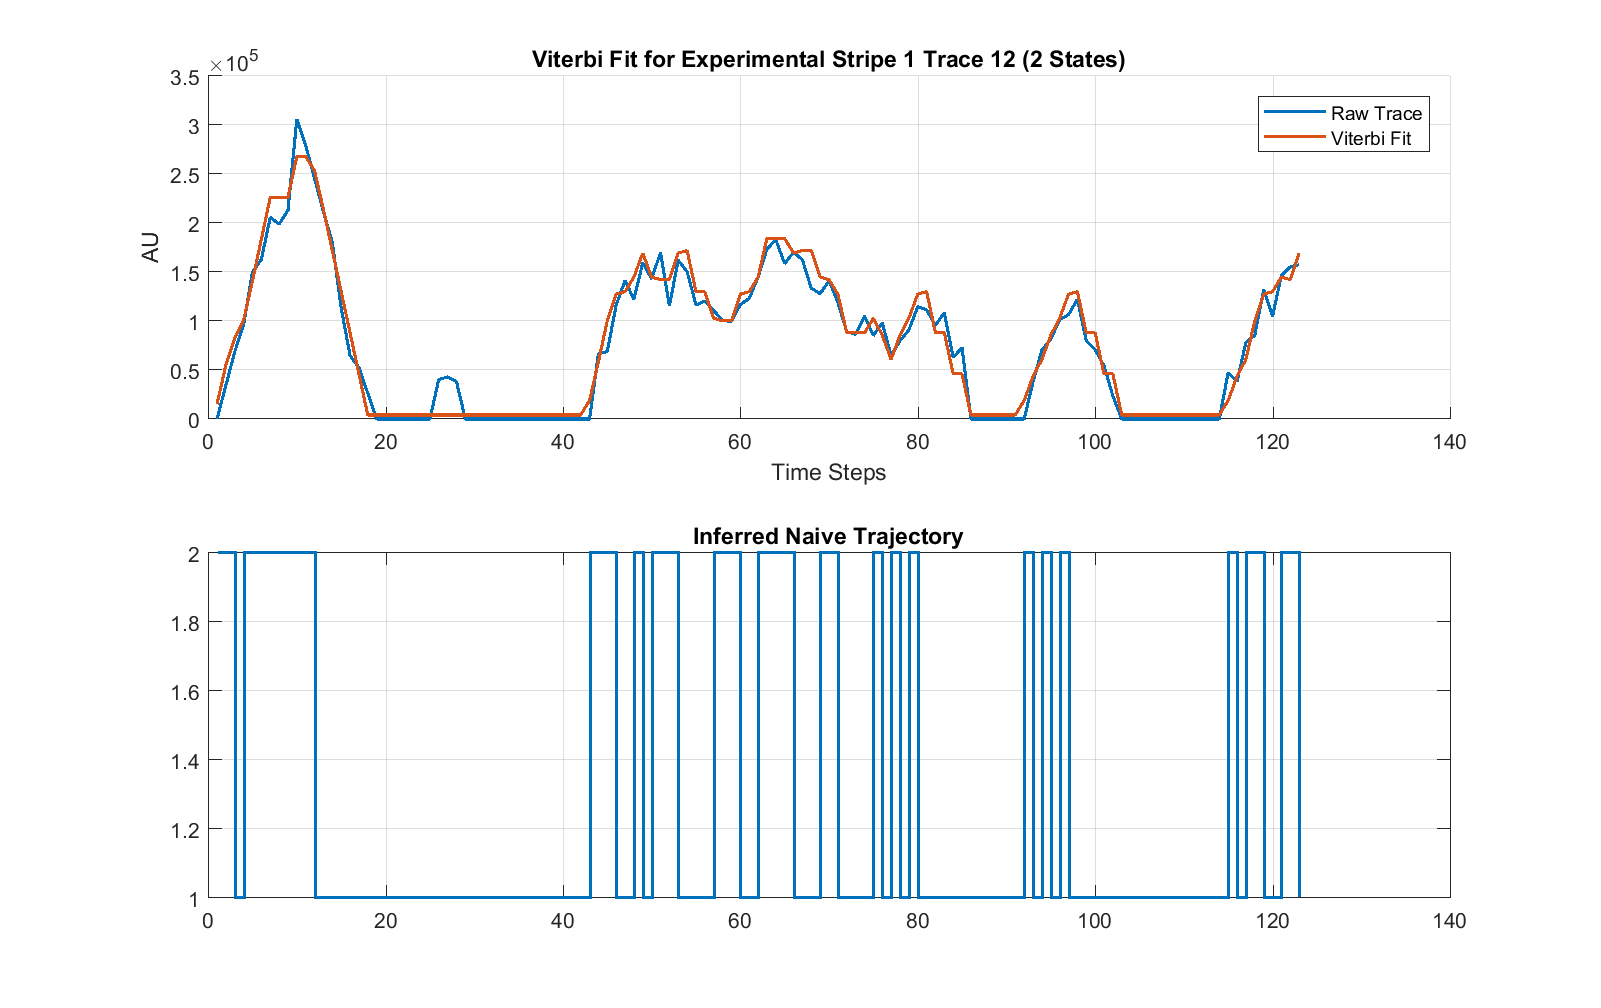 Viterbi Fit for Experimental Stripe 1 Trace 12 (2 States)
×10^5
3.5
3
2.5
2
1.5
1
0.5
0
AU
Raw Trace
Viterbi Fit
0 20 40 60 80 100 120 140
Time Steps
Inferred Naive Trajectory
2
1.8
1.6
1.4
1.2
1
0 20 40 60 80 100 120 140